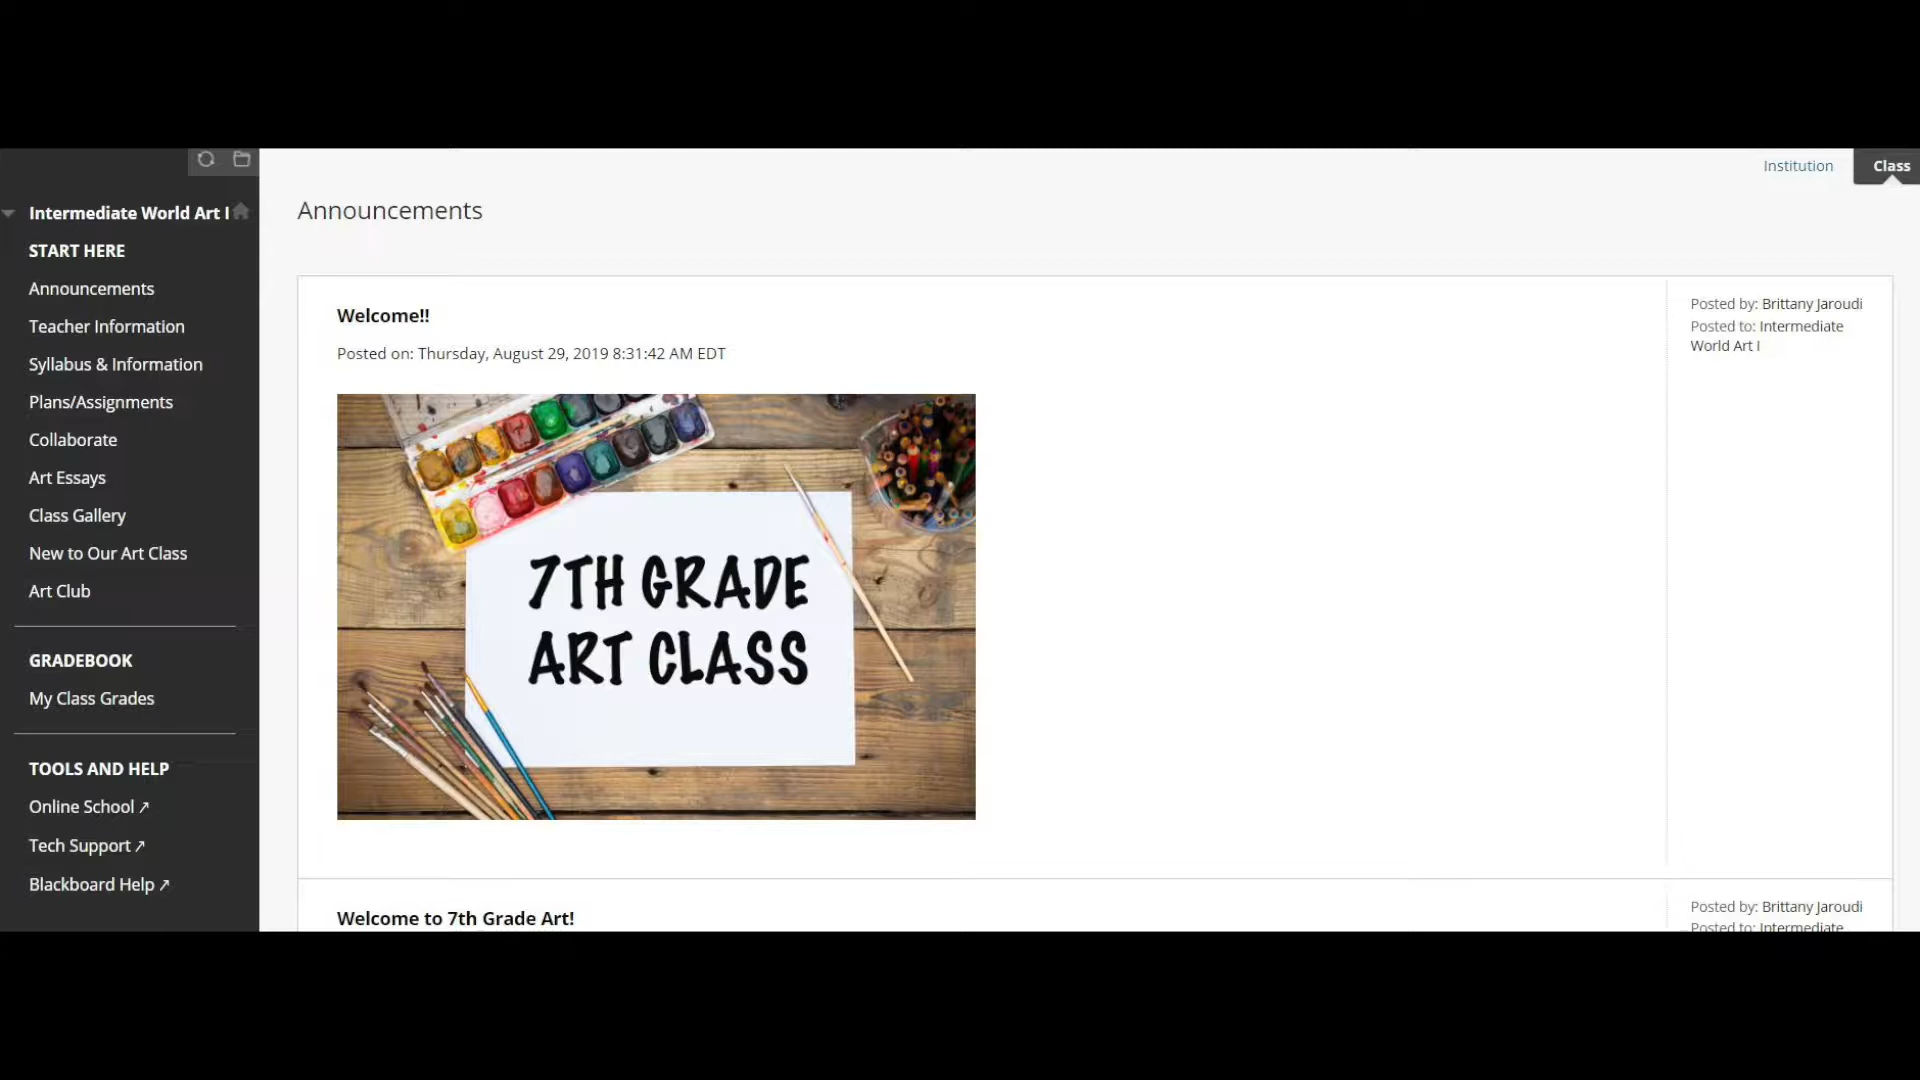 Institution
Class
Intermediate World Art I
START HERE
Announcements
Teacher Information
Syllabus & Information
Plans/Assignments
Collaborate
Art Essays
Class Gallery
New to Our Art Class
Art Club
GRADEBOOK
My Class Grades
TOOLS AND HELP
Online School ↗
Tech Support ↗
Blackboard Help ↗
Announcements
Welcome!!
Posted on: Thursday, August 29, 2019 8:31:42 AM EDT
7TH GRADE
ART CLASS
Posted by: Brittany Jaroudi
Posted to: Intermediate
World Art I
Welcome to 7th Grade Art!
Posted by: Brittany Jaroudi
Posted to: Intermediate